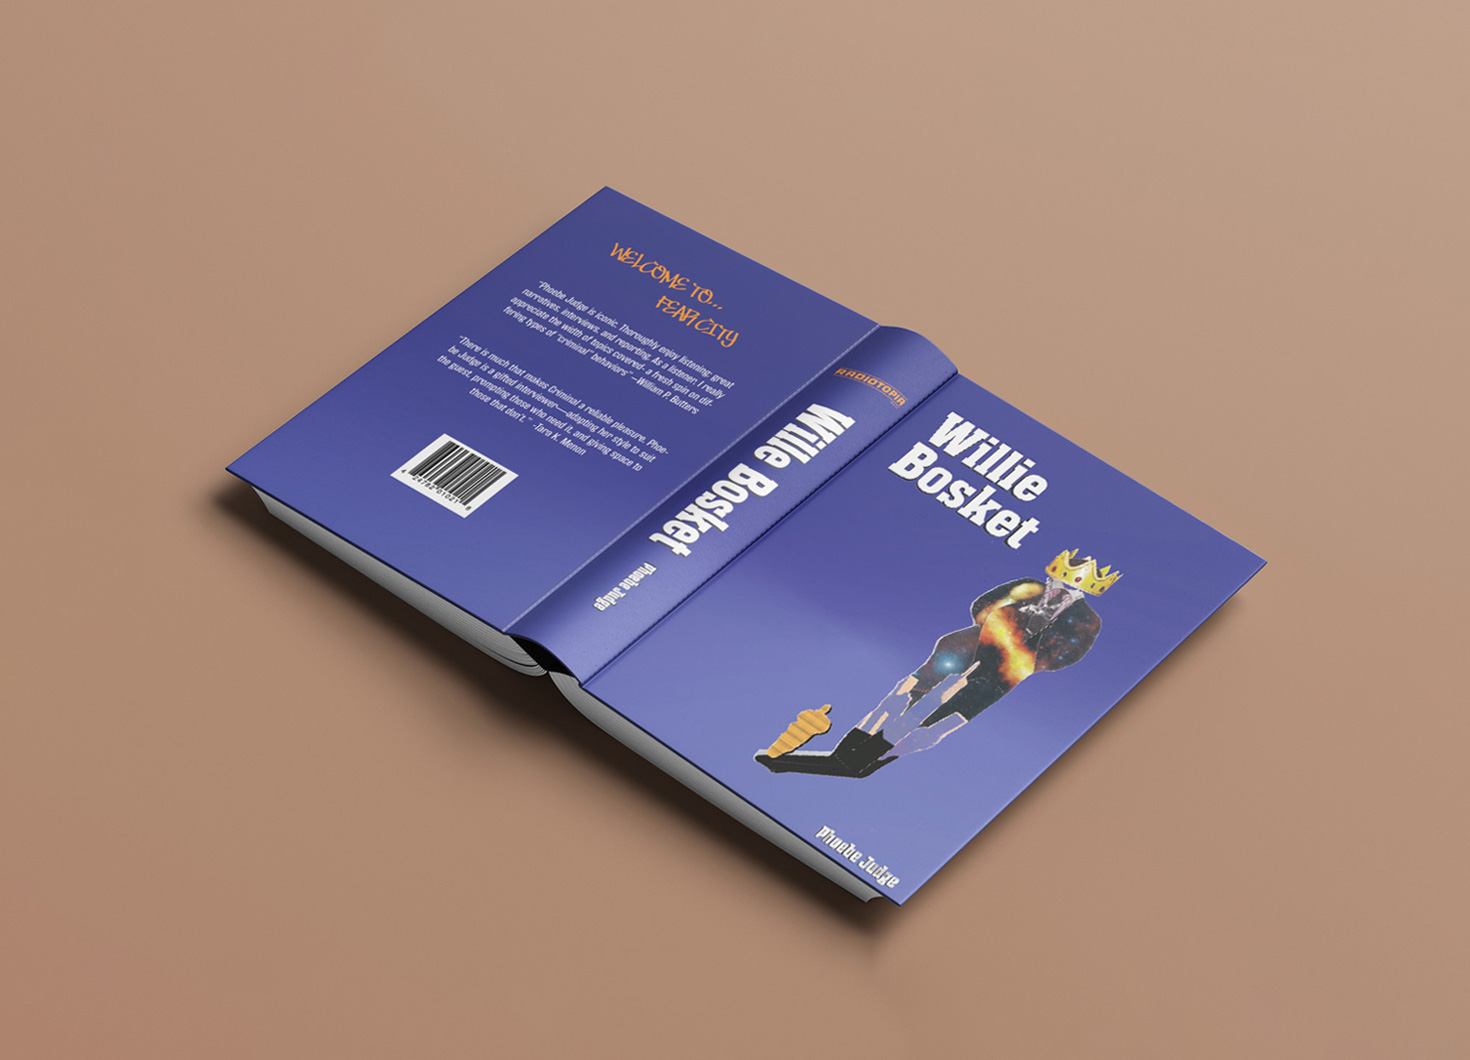 WELCOME TO...
FEAR CITY
"Phoebe Judge is iconic. Thoroughly enjoy listening, great
narratives, interviews, and reporting. As a listener, I really
appreciate the width of topics covered- a fresh spin on dif-
fering types of "criminal" behaviors" —William P. Butters
"There is much that makes Criminal a reliable pleasure. Phoe-
be Judge is a gifted interviewer—adapting her style to suit
the guest, prompting those who need it, and giving space to
those that don't. " -Tara K. Menon
RADIOTOPIA
Willie Bosket
Phoebe Judge
Willie
Bosket
Phoebe Judge